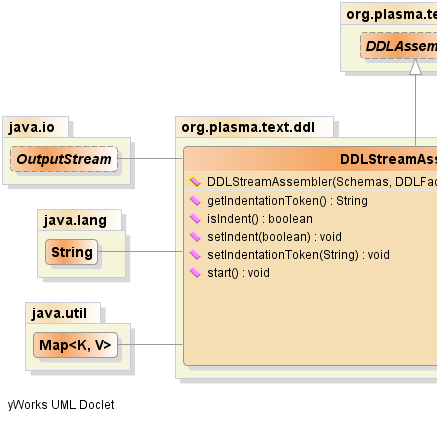 org.plasma.te
DDLAssem
java.io
OutputStream
org.plasma.text.ddl
DDLStreamAss
DDLStreamAssembler(Schemas, DDLFac
getIndentationToken() : String
isIndent() : boolean
setIndent(boolean) : void
setIndentationToken(String) : void
start() : void
java.lang
String
java.util
Map<K, V>
yWorks UML Doclet